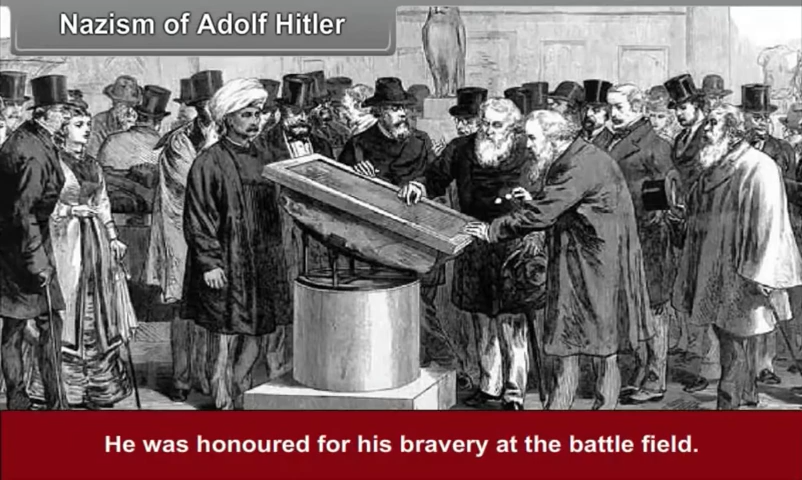 Nazism of Adolf Hitler
He was honoured for his bravery at the battle field.